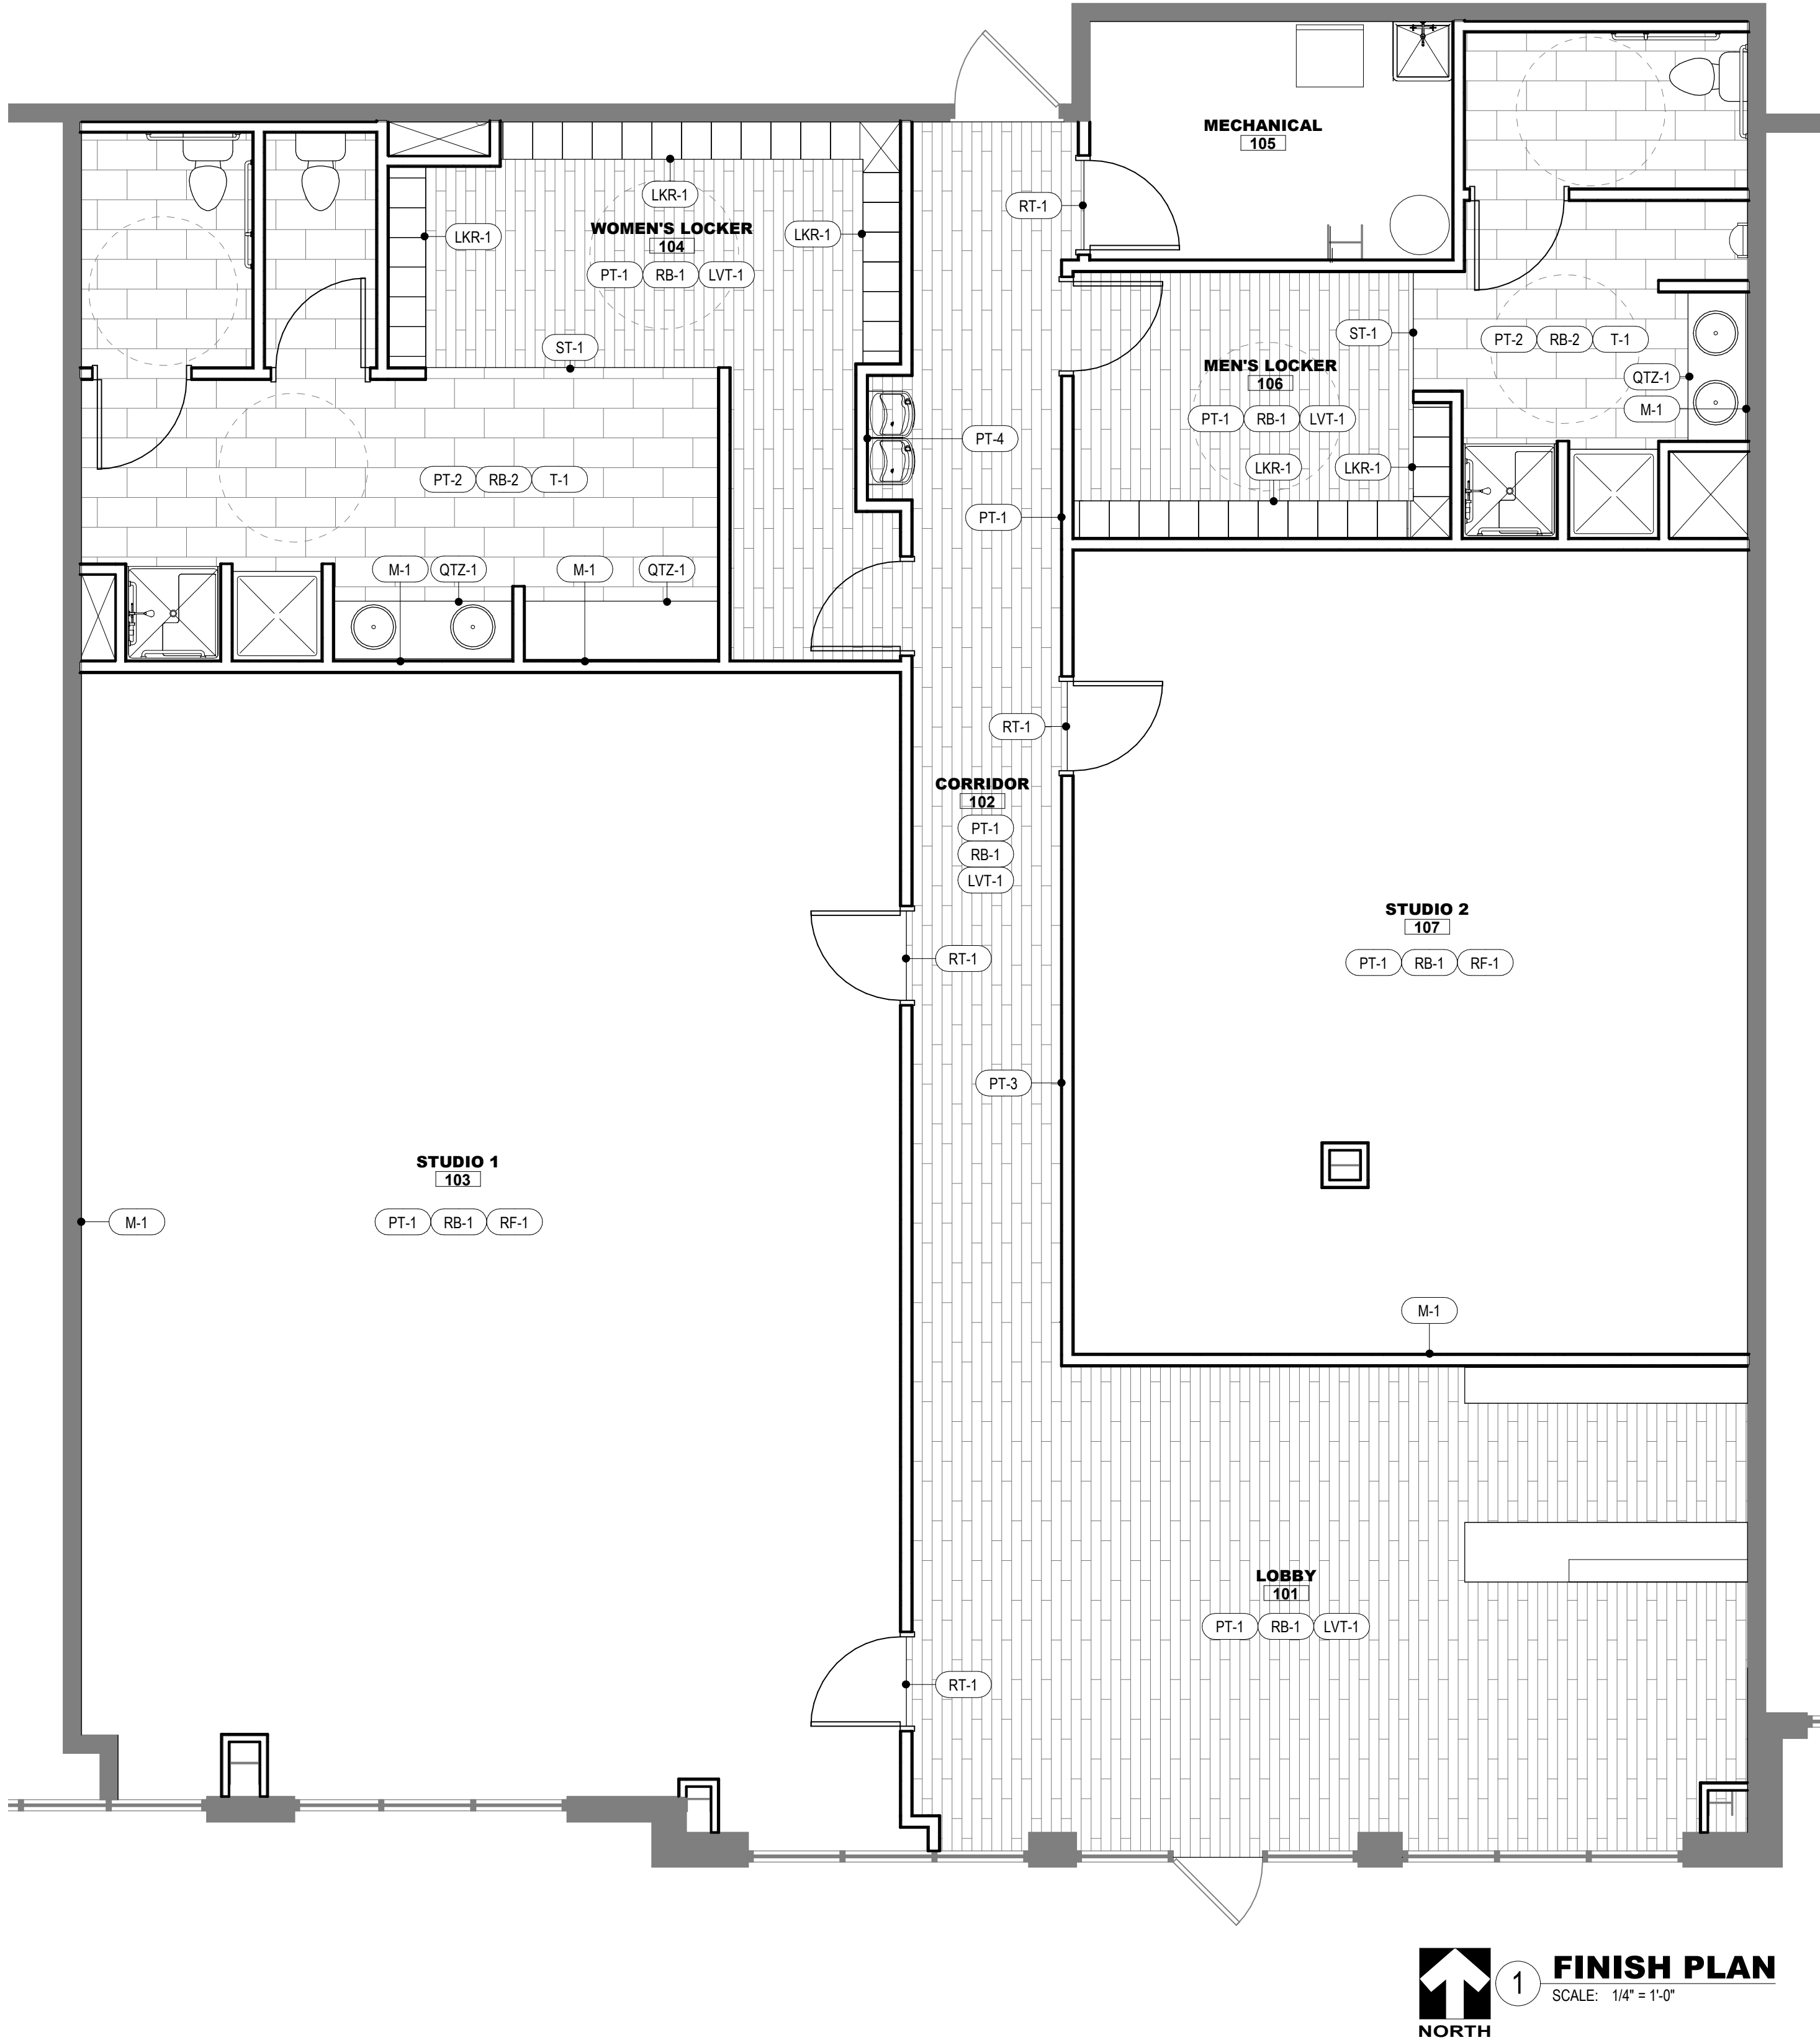 MECHANICAL
105
RT-1
LKR-1
WOMEN'S LOCKER
104
LKR-1
LKR-1
PT-1 RB-1 LVT-1
ST-1
ST-1
PT-2 RB-2 T-1
MEN'S LOCKER
106
QTZ-1
M-1
PT-1 RB-1 LVT-1
PT-4
LKR-1
LKR-1
PT-2 RB-2 T-1
PT-1
M-1
QTZ-1
M-1
QTZ-1
RT-1
CORRIDOR
102
PT-1
RB-1
LVT-1
STUDIO 2
107
PT-1 RB-1 RF-1
RT-1
PT-3
STUDIO 1
103
M-1
PT-1 RB-1 RF-1
M-1
LOBBY
101
PT-1 RB-1 LVT-1
RT-1
1
FINISH PLAN
SCALE: 1/4" = 1'-0"
NORTH